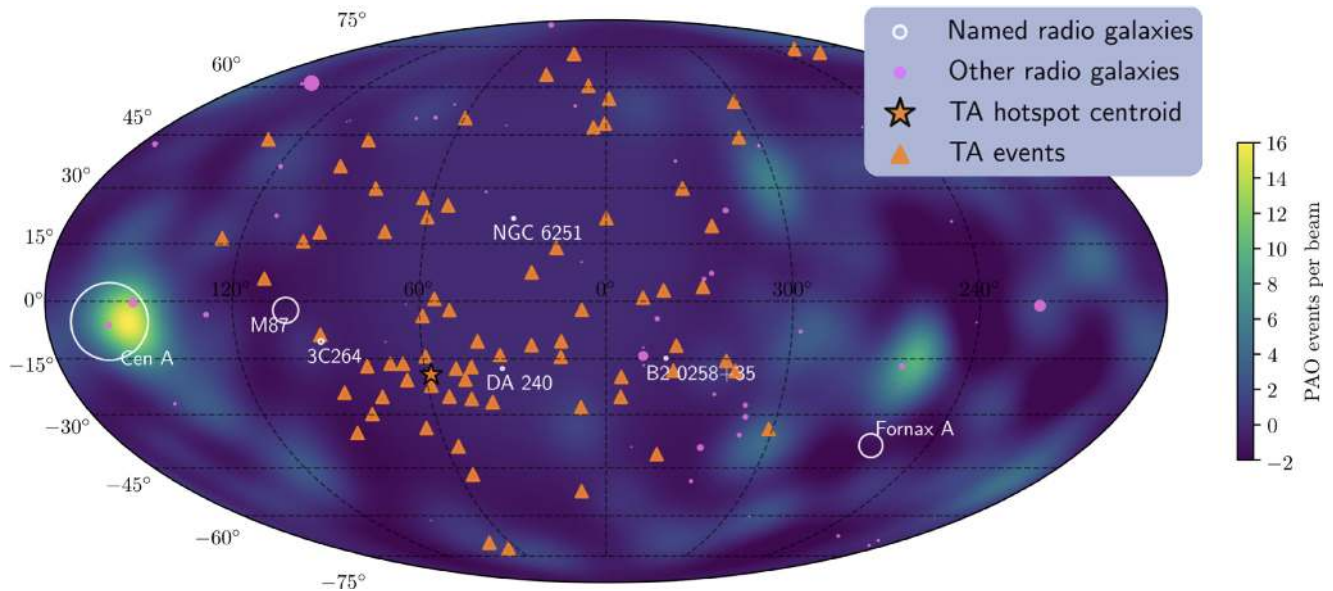 75°
60°
45°
30°
15°
0°
−15°
−30°
−45°
−60°
−75°
120°
60°
0°
300°
240°
Named radio galaxies
Other radio galaxies
TA hotspot centroid
TA events
NGC 6251
M87
Cen A
3C264
DA 240
B2 0258+35
Fornax A
16
14
12
10
8
6
4
2
0
−2
PAO events per beam